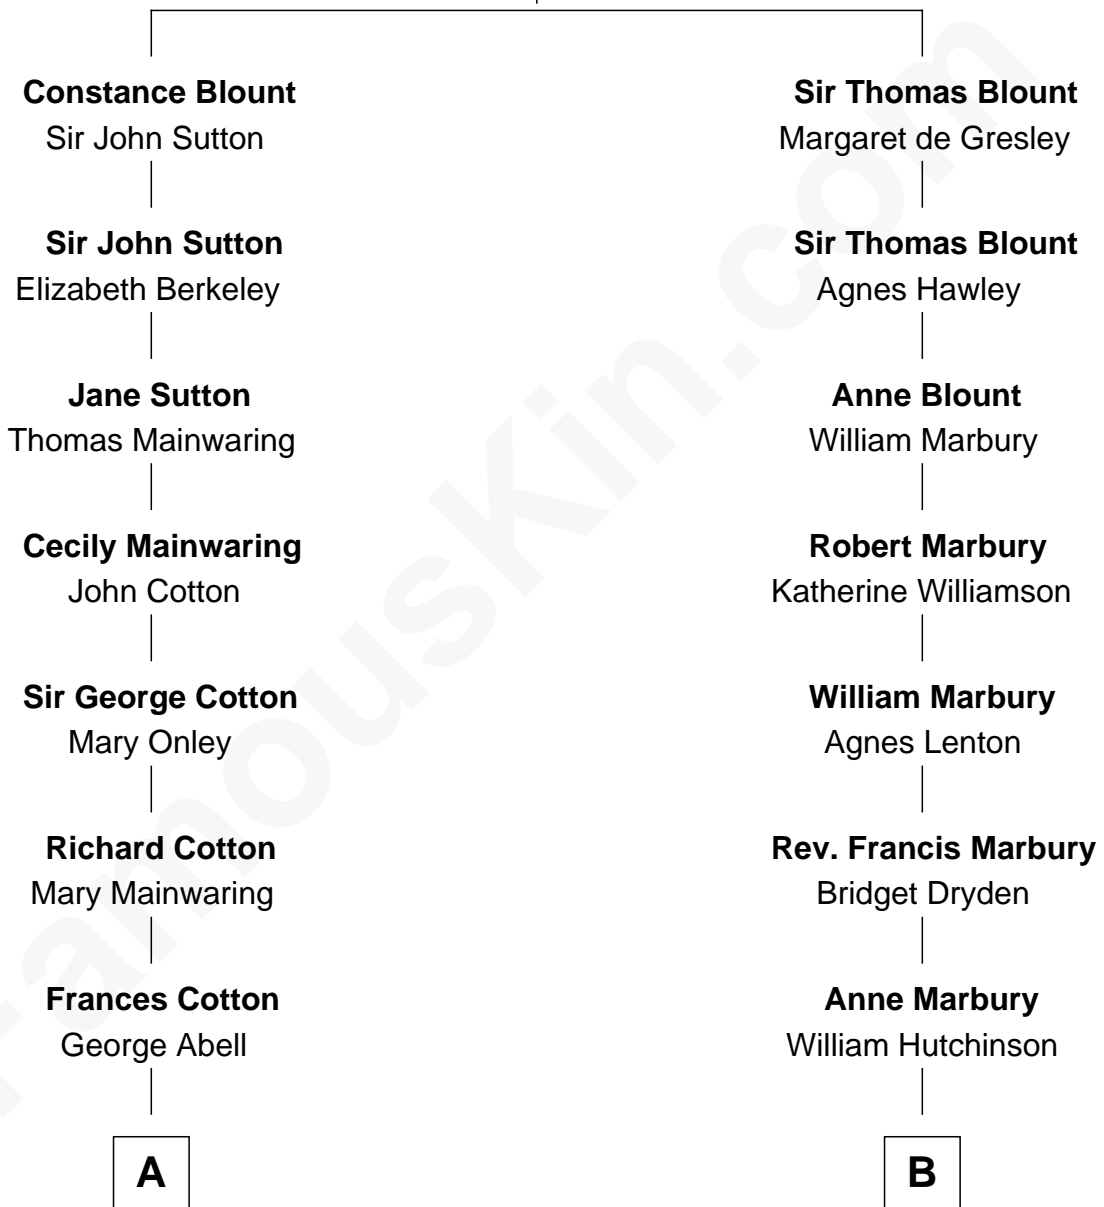 Constance Blount
Sir John Sutton
Sir John Sutton
Elizabeth Berkeley
Jane Sutton
Thomas Mainwaring
Cecily Mainwaring
John Cotton
Sir George Cotton
Mary Onley
Richard Cotton
Mary Mainwaring
Frances Cotton
George Abell
A
Sir Thomas Blount
Margaret de Gresley
Sir Thomas Blount
Agnes Hawley
Anne Blount
William Marbury
Robert Marbury
Katherine Williamson
William Marbury
Agnes Lenton
Rev. Francis Marbury
Bridget Dryden
Anne Marbury
William Hutchinson
B
FamousKin.com